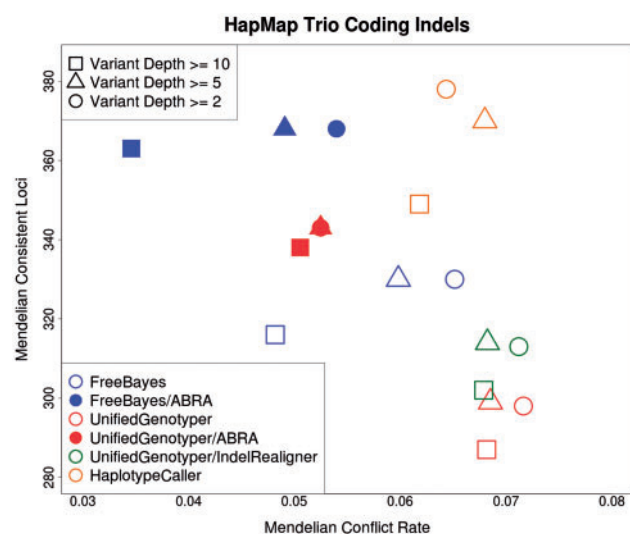 HapMap Trio Coding Indels
Variant Depth >= 10
Variant Depth >= 5
Variant Depth >= 2
Mendelian Consistent Loci
380
360
340
320
300
280
FreeBayes
FreeBayes/ABRA
UnifiedGenotyper
UnifiedGenotyper/ABRA
UnifiedGenotyper/IndelRealigner
HaplotypeCaller
0.03 0.04 0.05 0.06 0.07 0.08
Mendelian Conflict Rate